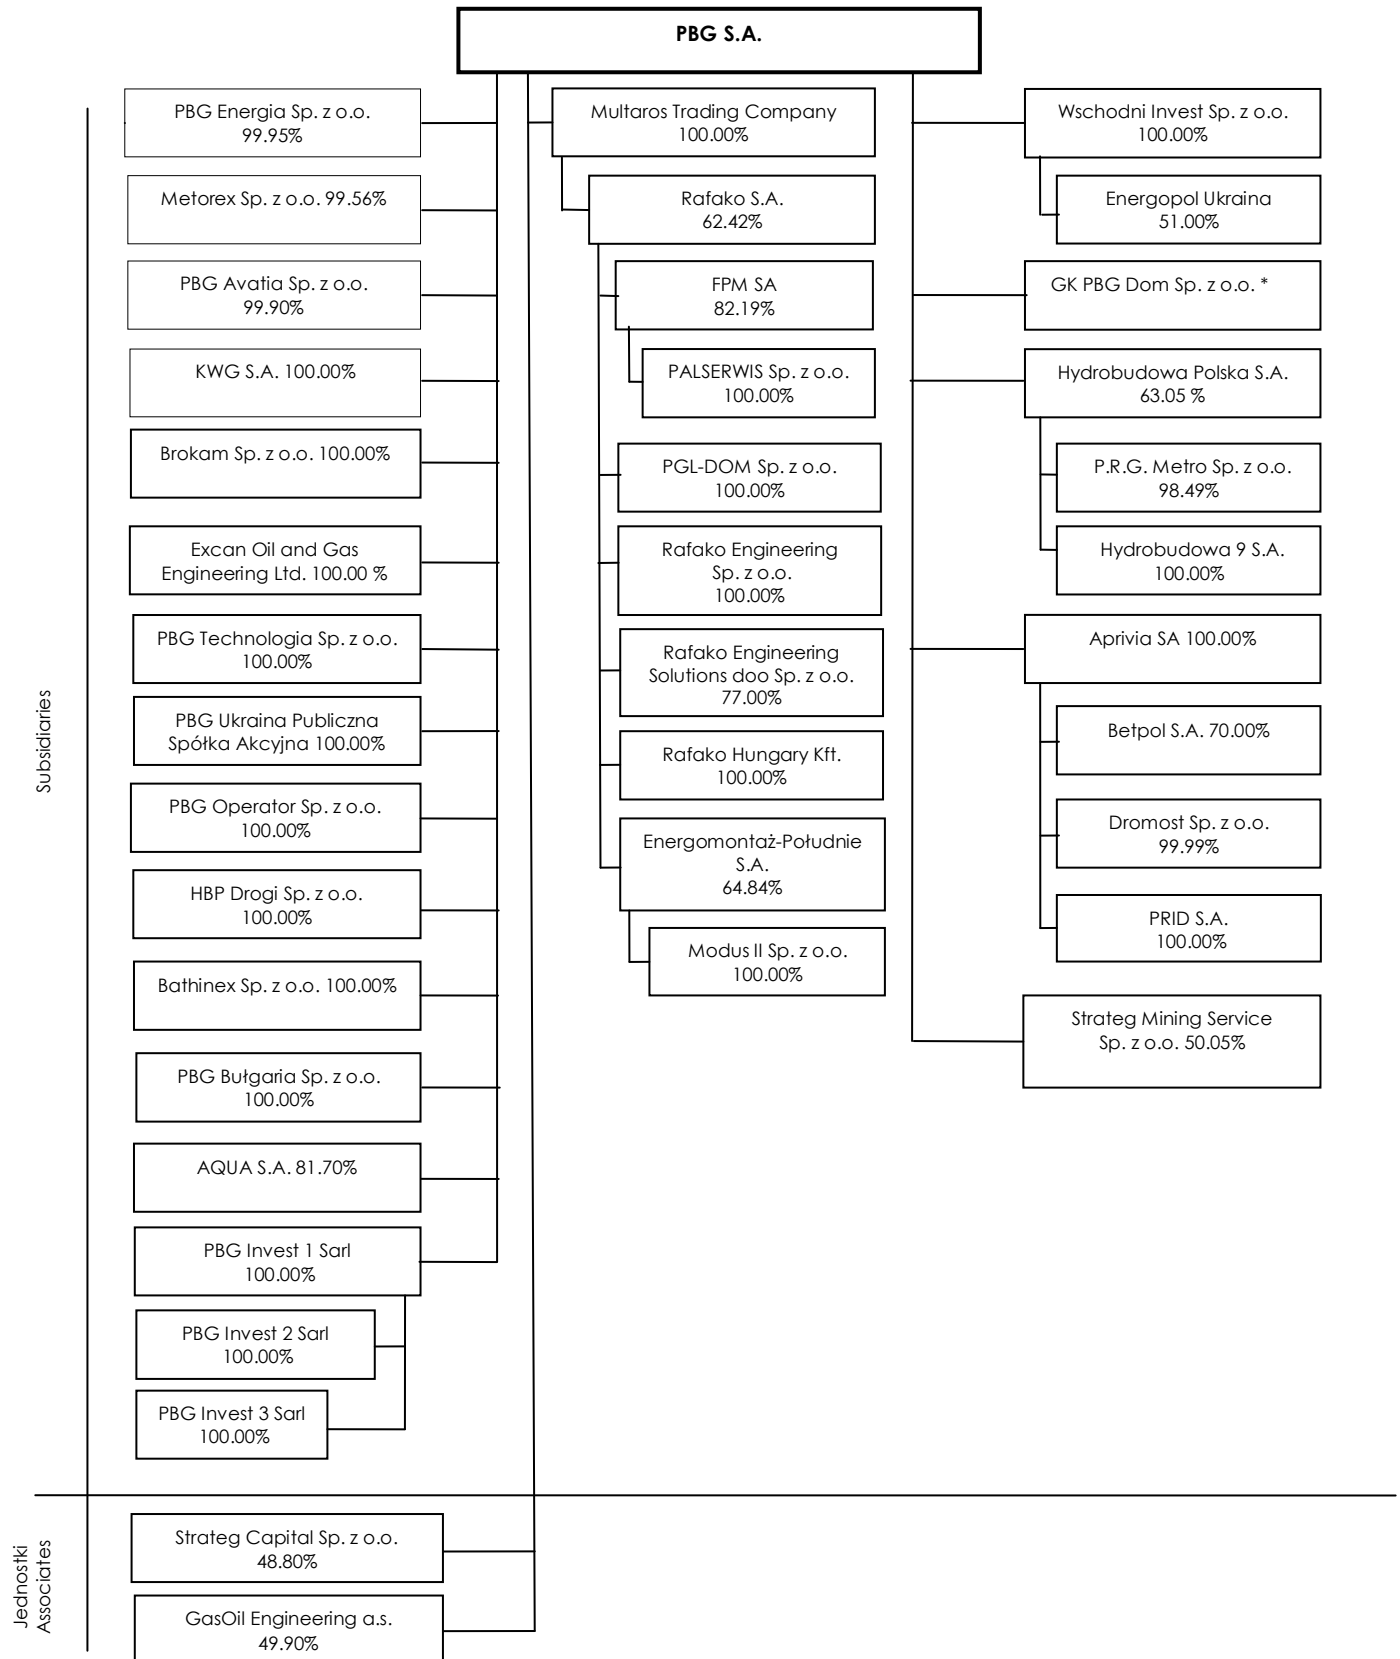 PBG S.A.
PBG Energia Sp. z o.o.
99.95%
Metorex Sp. z o.o. 99.56%
PBG Avatia Sp. z o.o.
99.90%
KWG S.A. 100.00%
Brokam Sp. z o.o. 100.00%
Excan Oil and Gas
Engineering Ltd. 100.00 %
PBG Technologia Sp. z o.o.
100.00%
PBG Ukraina Publiczna
Spółka Akcyjna 100.00%
PBG Operator Sp. z o.o.
100.00%
HBP Drogi Sp. z o.o.
100.00%
Bathinex Sp. z o.o. 100.00%
PBG Bułgaria Sp. z o.o.
100.00%
AQUA S.A. 81.70%
PBG Invest 1 Sarl
100.00%
PBG Invest 2 Sarl
100.00%
PBG Invest 3 Sarl
100.00%
Multaros Trading Company
100.00%
Rafako S.A.
62.42%
FPM SA
82.19%
PALSERWIS Sp. z o.o.
100.00%
PGL-DOM Sp. z o.o.
100.00%
Rafako Engineering
Sp. z o.o.
100.00%
Rafako Engineering
Solutions doo Sp. z o.o.
77.00%
Rafako Hungary Kft.
100.00%
Energomontaż-Południe
S.A.
64.84%
Modus II Sp. z o.o.
100.00%
Wschodni Invest Sp. z o.o.
100.00%
Energopol Ukraina
51.00%
GK PBG Dom Sp. z o.o. *
Hydrobudowa Polska S.A.
63.05 %
P.R.G. Metro Sp. z o.o.
98.49%
Hydrobudowa 9 S.A.
100.00%
Aprivia SA 100.00%
Betpol S.A. 70.00%
Dromost Sp. z o.o.
99.99%
PRID S.A.
100.00%
Strateg Mining Service
Sp. z o.o. 50.05%
Subsidiaries
Strateg Capital Sp. z o.o.
48.80%
GasOil Engineering a.s.
49.90%
Jednostki
Associates